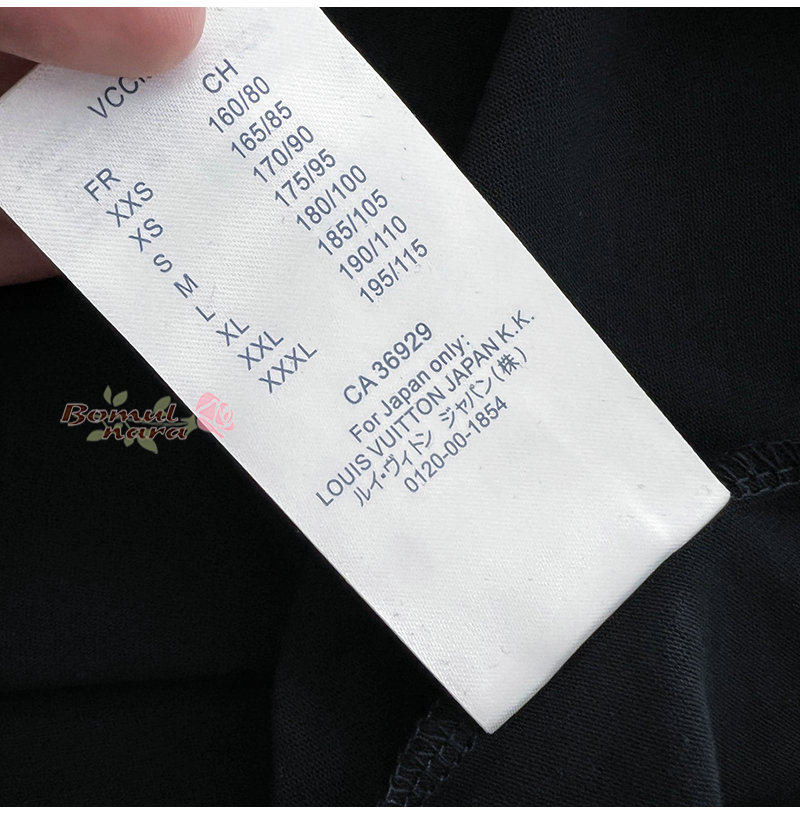 FR CH
XXS 160/80
XS 165/85
S 170/90
M 175/95
L 180/100
XL 185/105
XXL 190/110
XXXL 195/115
CA 36929
For Japan only:
LOUIS VUITTON JAPAN K.K.
ルイ・ヴィトン ジャパン(株)
0120-00-1854
Bomul
nara